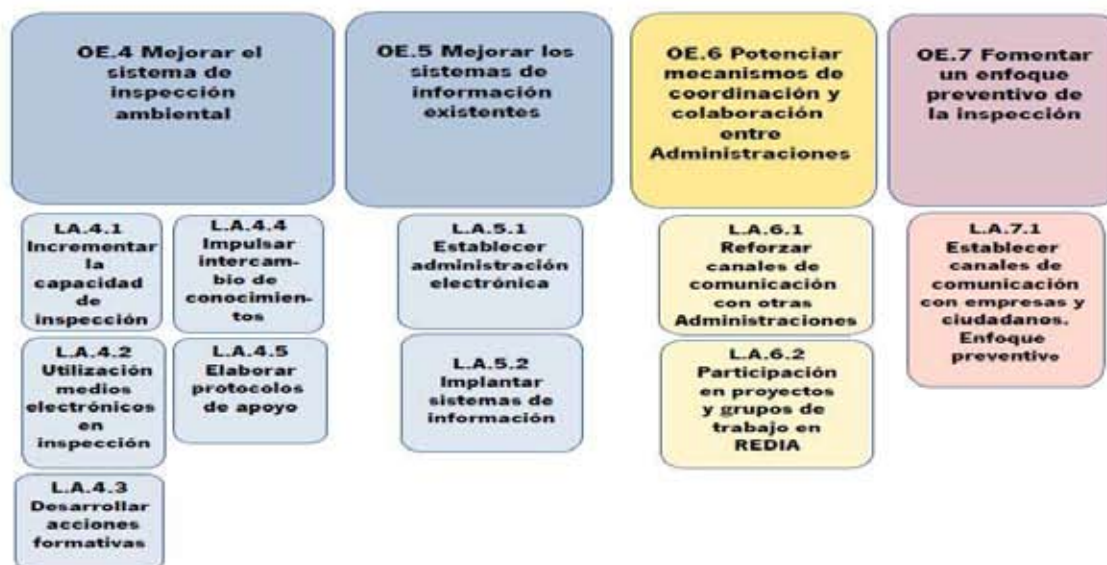 OE.4 Mejorar el
sistema de
inspección
ambiental
OE.5 Mejorar los
sistemas de
información
existentes
OE.6 Potenciar
mecanismos de
coordinación y
colaboración
entre
Administraciones
OE.7 Fomentar
un enfoque
preventivo de
la inspección
LA.4.1
Incrementar
la
capacidad
de
inspección
L.A.4.4
Impulsar
intercam-
bio de
conocimien-
tos
L.A.4.2
Utilización
medios
electrónicos
en
inspección
L.A.4.5
Elaborar
protocolos
de apoyo
L.A.4.3
Desarrollar
acciones
formativas
L.A.5.1
Establecer
administración
electrónica
L.A.5.2
Implantar
sistemas de
información
L.A.6.1
Reforzar
canales de
comunicación
con otras
Administraciones
L.A.6.2
Participación
en proyectos
y grupos de
trabajo en
REDIA
L.A.7.1
Establecer
canales de
comunicación
con empresas y
ciudadanos.
Enfoque
preventivo